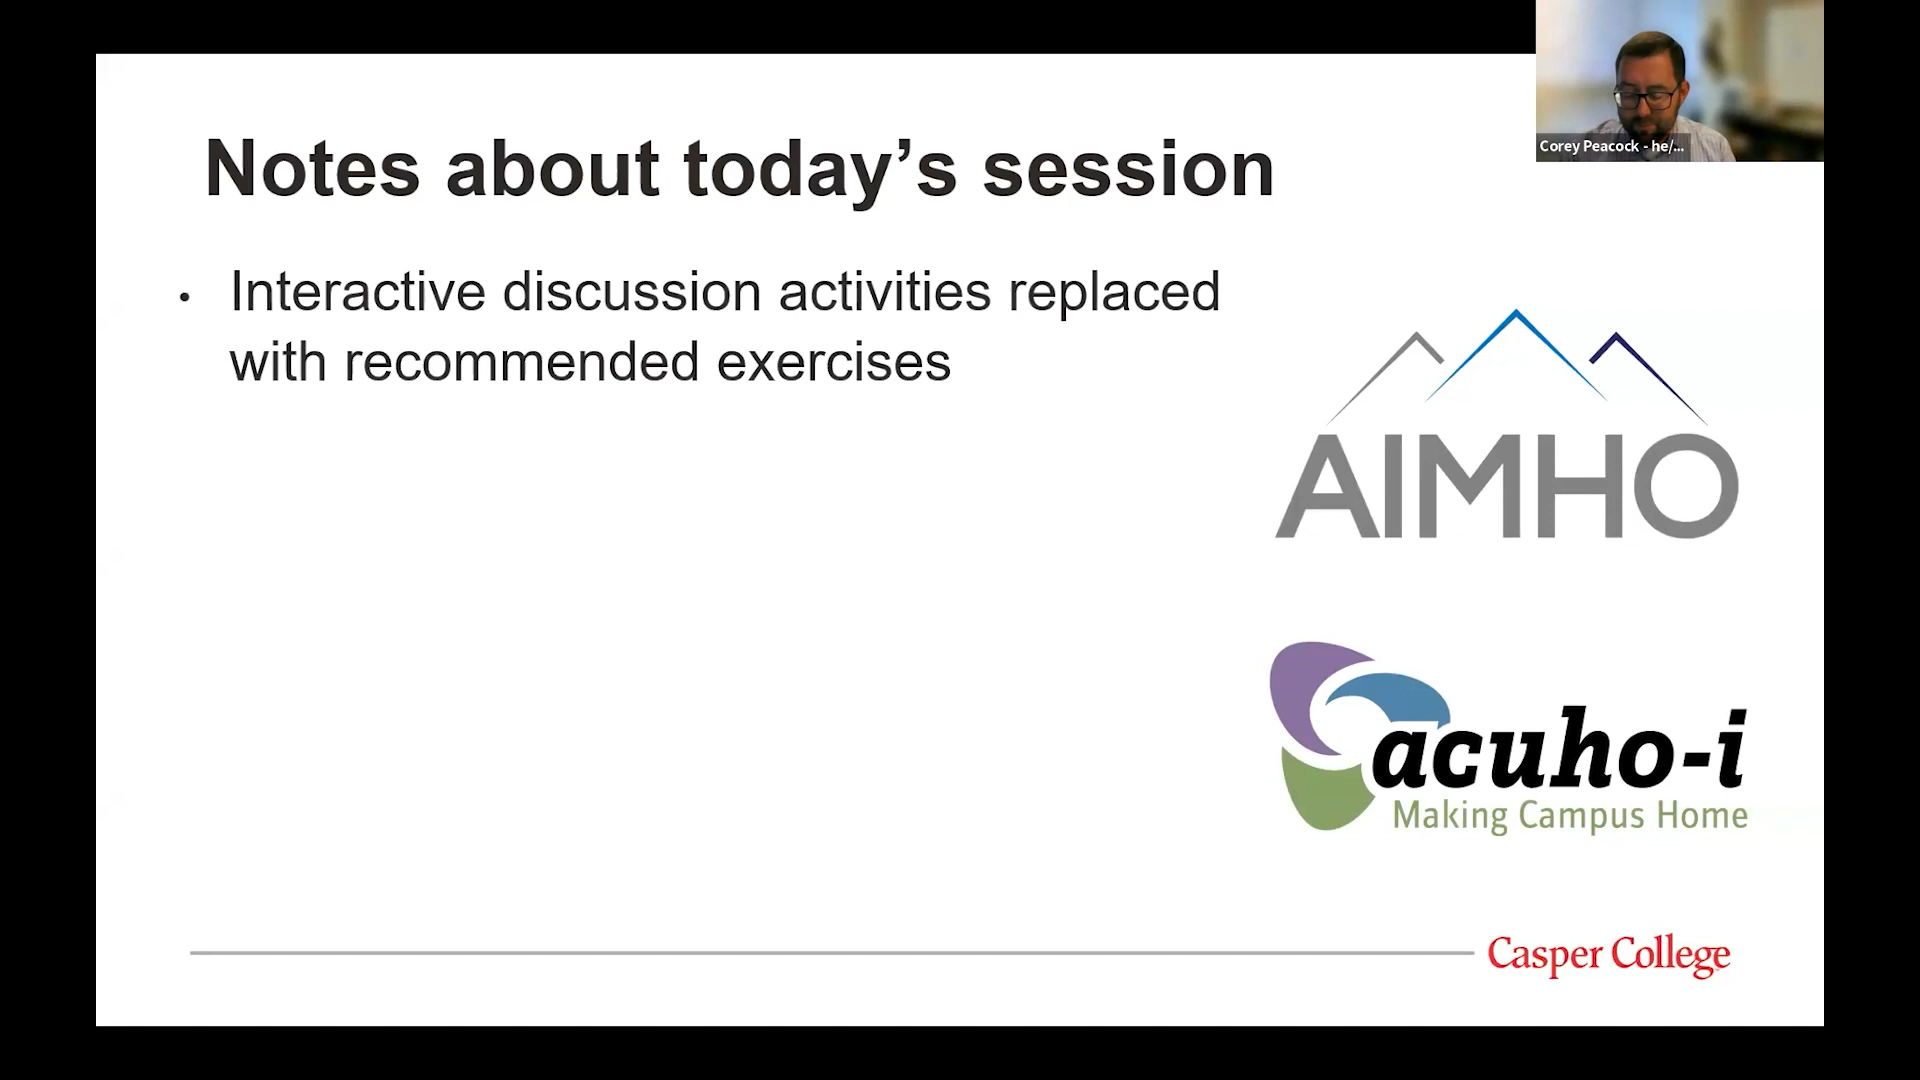 Corey Peacock - he/...
Notes about today’s session
• Interactive discussion activities replaced
with recommended exercises
AIMHO
acuho-i
Making Campus Home
Casper College